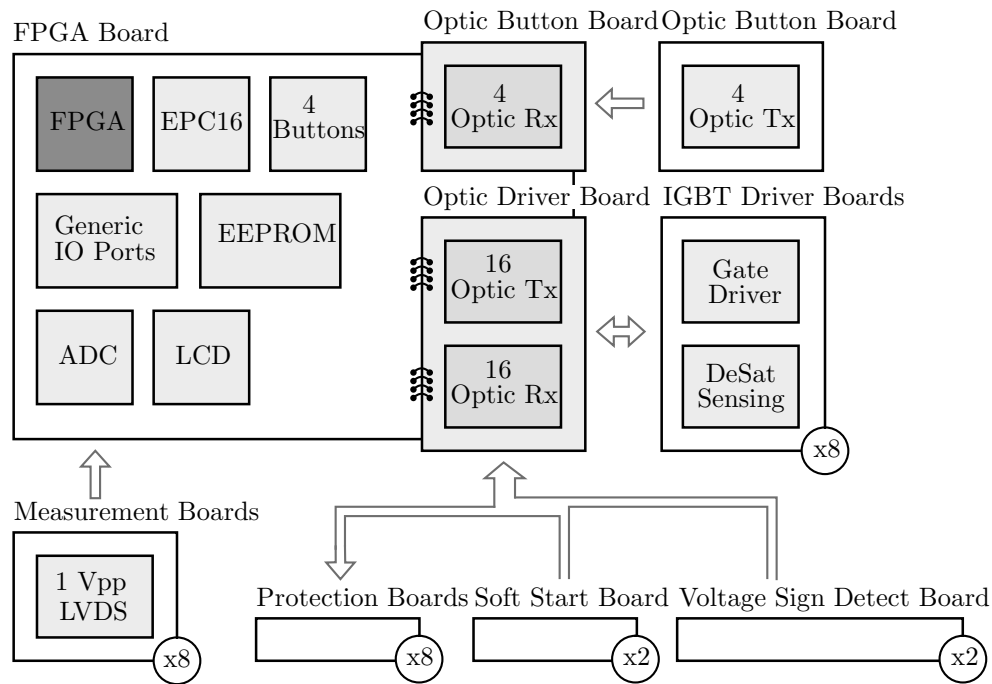 FPGA Board
Optic Button Board
Optic Button Board
FPGA
EPC16
4
Buttons
4
Optic Rx
4
Optic Tx
Generic
IO Ports
EEPROM
ADC
LCD
Optic Driver Board
16
Optic Tx
16
Optic Rx
IGBT Driver Boards
Gate
Driver
DeSat
Sensing
x8
Measurement Boards
1 Vpp
LVDS
x8
Protection Boards
x8
Soft Start Board
x2
Voltage Sign Detect Board
x2